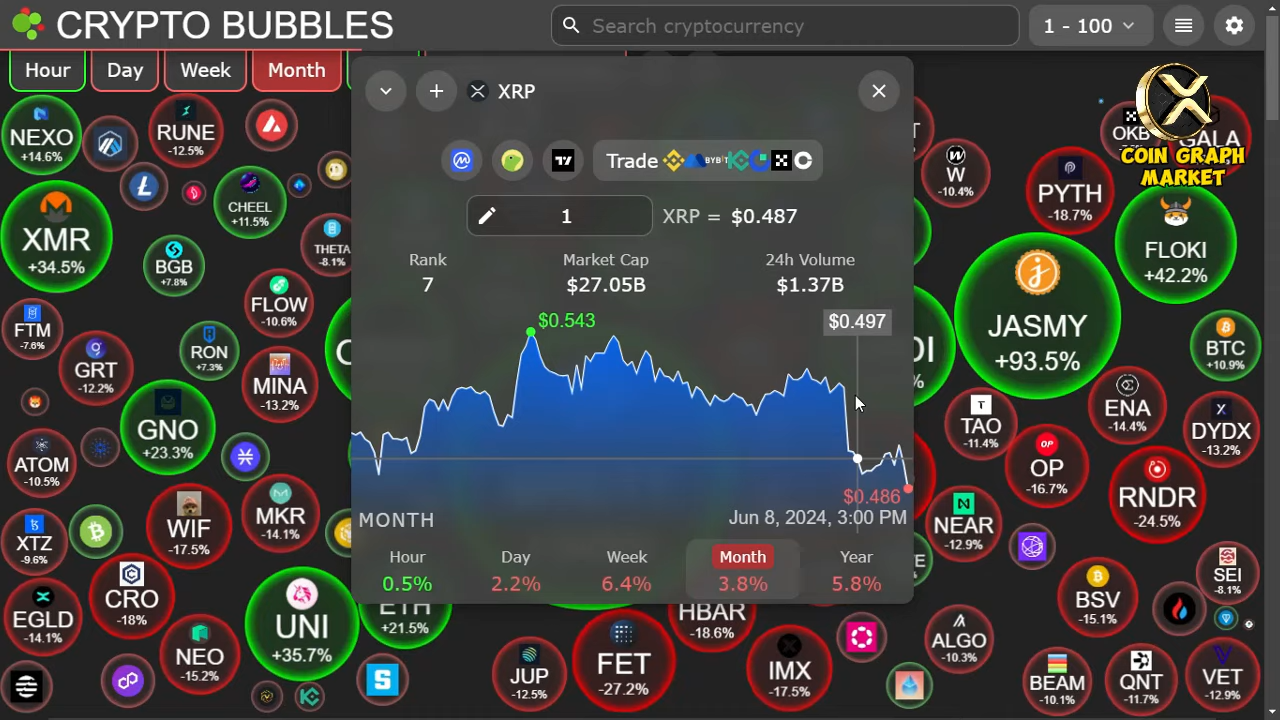 CRYPTO BUBBLES
Search cryptocurrency
1 - 100
Hour
Day
Week
Month
XRP
Trade
BYBIT
1
XRP = $0.487
Rank
Market Cap
24h Volume
7
$27.05B
$1.37B
$0.543
$0.497
$0.486
MONTH
Jun 8, 2024, 3:00 PM
Hour
Day
Week
Month
Year
0.5%
2.2%
6.4%
3.8%
5.8%
COIN GRAPH
MARKET
NEXO
+14.6%
RUNE
-12.5%
CHEEL
+11.5%
XMR
+34.5%
BGB
+7.8%
THETA
-8.1%
FLOW
-10.6%
FTM
-7.6%
GRT
-12.2%
RON
+7.3%
MINA
-13.2%
GNO
+23.3%
ATOM
-10.5%
WIF
-17.5%
MKR
-14.1%
XTZ
-9.6%
CRO
-18%
EGLD
-14.1%
NEO
-15.2%
UNI
+35.7%
ETH
+21.5%
JUP
-12.5%
FET
-27.2%
HBAR
-18.6%
IMX
-17.5%
OKB
GALA
W
-10.4%
PYTH
-18.7%
FLOKI
+42.2%
JASMY
+93.5%
BTC
+10.9%
TAO
-11.4%
ENA
-14.4%
DYDX
-13.2%
OP
-16.7%
RNDR
-24.5%
NEAR
-12.9%
SEI
-8.1%
BSV
-15.1%
ALGO
-10.3%
BEAM
-10.1%
QNT
-11.7%
VET
-12.9%